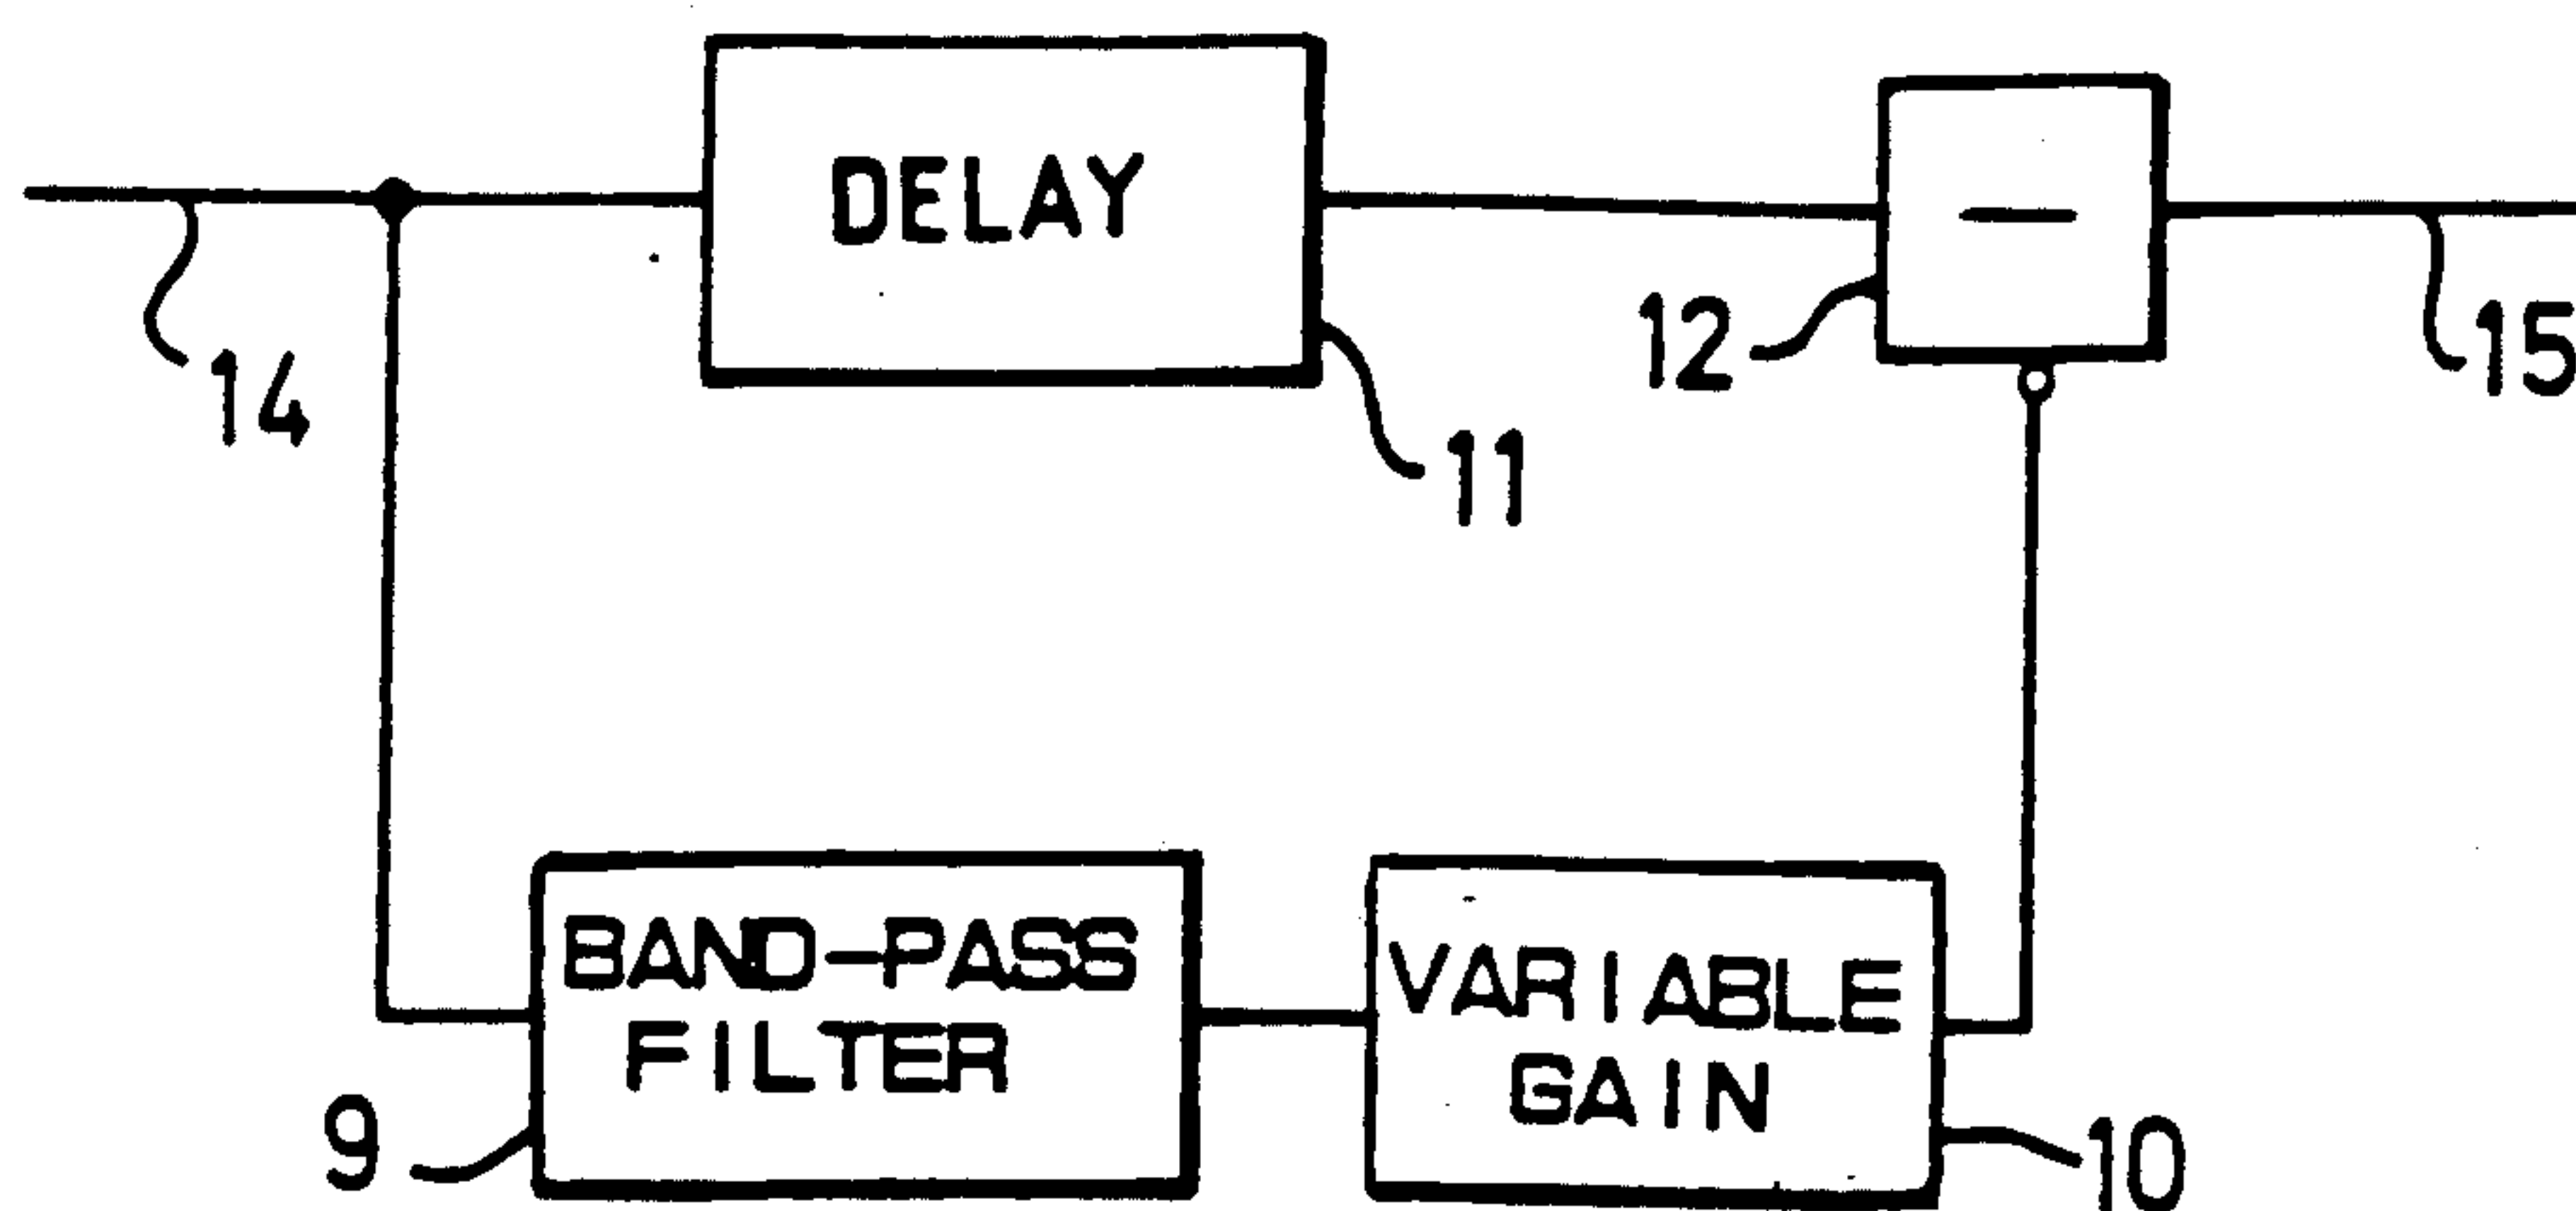 DELAY
—
14
12
15
11
BAND-PASS
FILTER
VARIABLE
GAIN
9
10